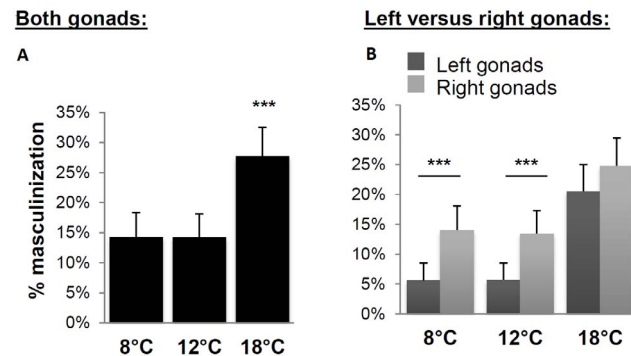 Both gonads:
A
% masculinization
35%
30%
25%
20%
15%
10%
5%
0%
***
8°C 12°C 18°C
Left versus right gonads:
B
Left gonads
Right gonads
35%
30%
25%
20%
15%
10%
5%
0%
*** ***
8°C 12°C 18°C